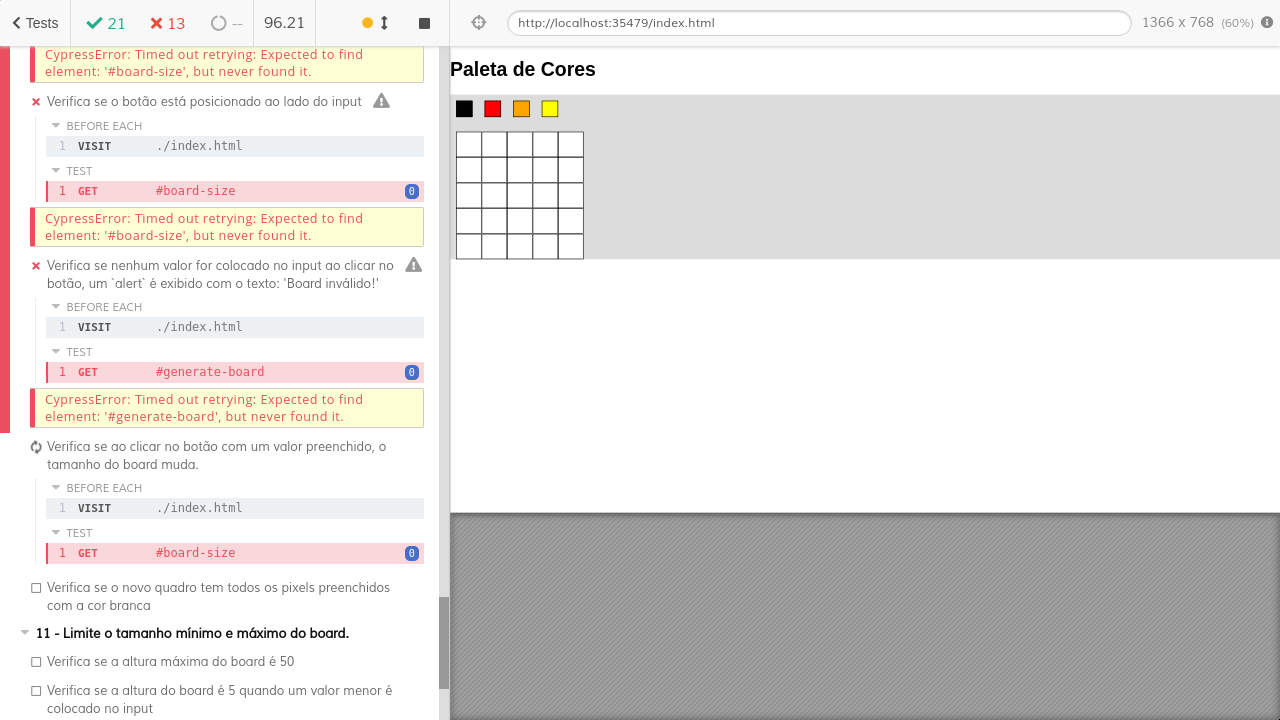 Tests
21
13
--
96.21
http://localhost:35479/index.html
1366 x 768 (60%)
CypressError: Timed out retrying: Expected to find
element: '#board-size', but never found it.
Verifica se o botão está posicionado ao lado do input
BEFORE EACH
1 VISIT ./index.html
TEST
1 GET #board-size 0
CypressError: Timed out retrying: Expected to find
element: '#board-size', but never found it.
Verifica se nenhum valor for colocado no input ao clicar no
botão, um `alert` é exibido com o texto: 'Board inválido!'
BEFORE EACH
1 VISIT ./index.html
TEST
1 GET #generate-board 0
CypressError: Timed out retrying: Expected to find
element: '#generate-board', but never found it.
Verifica se ao clicar no botão com um valor preenchido, o
tamanho do board muda.
BEFORE EACH
1 VISIT ./index.html
TEST
1 GET #board-size 0
Verifica se o novo quadro tem todos os pixels preenchidos
com a cor branca
11 - Limite o tamanho mínimo e máximo do board.
Verifica se a altura máxima do board é 50
Verifica se a altura do board é 5 quando um valor menor é
colocado no input
Paleta de Cores